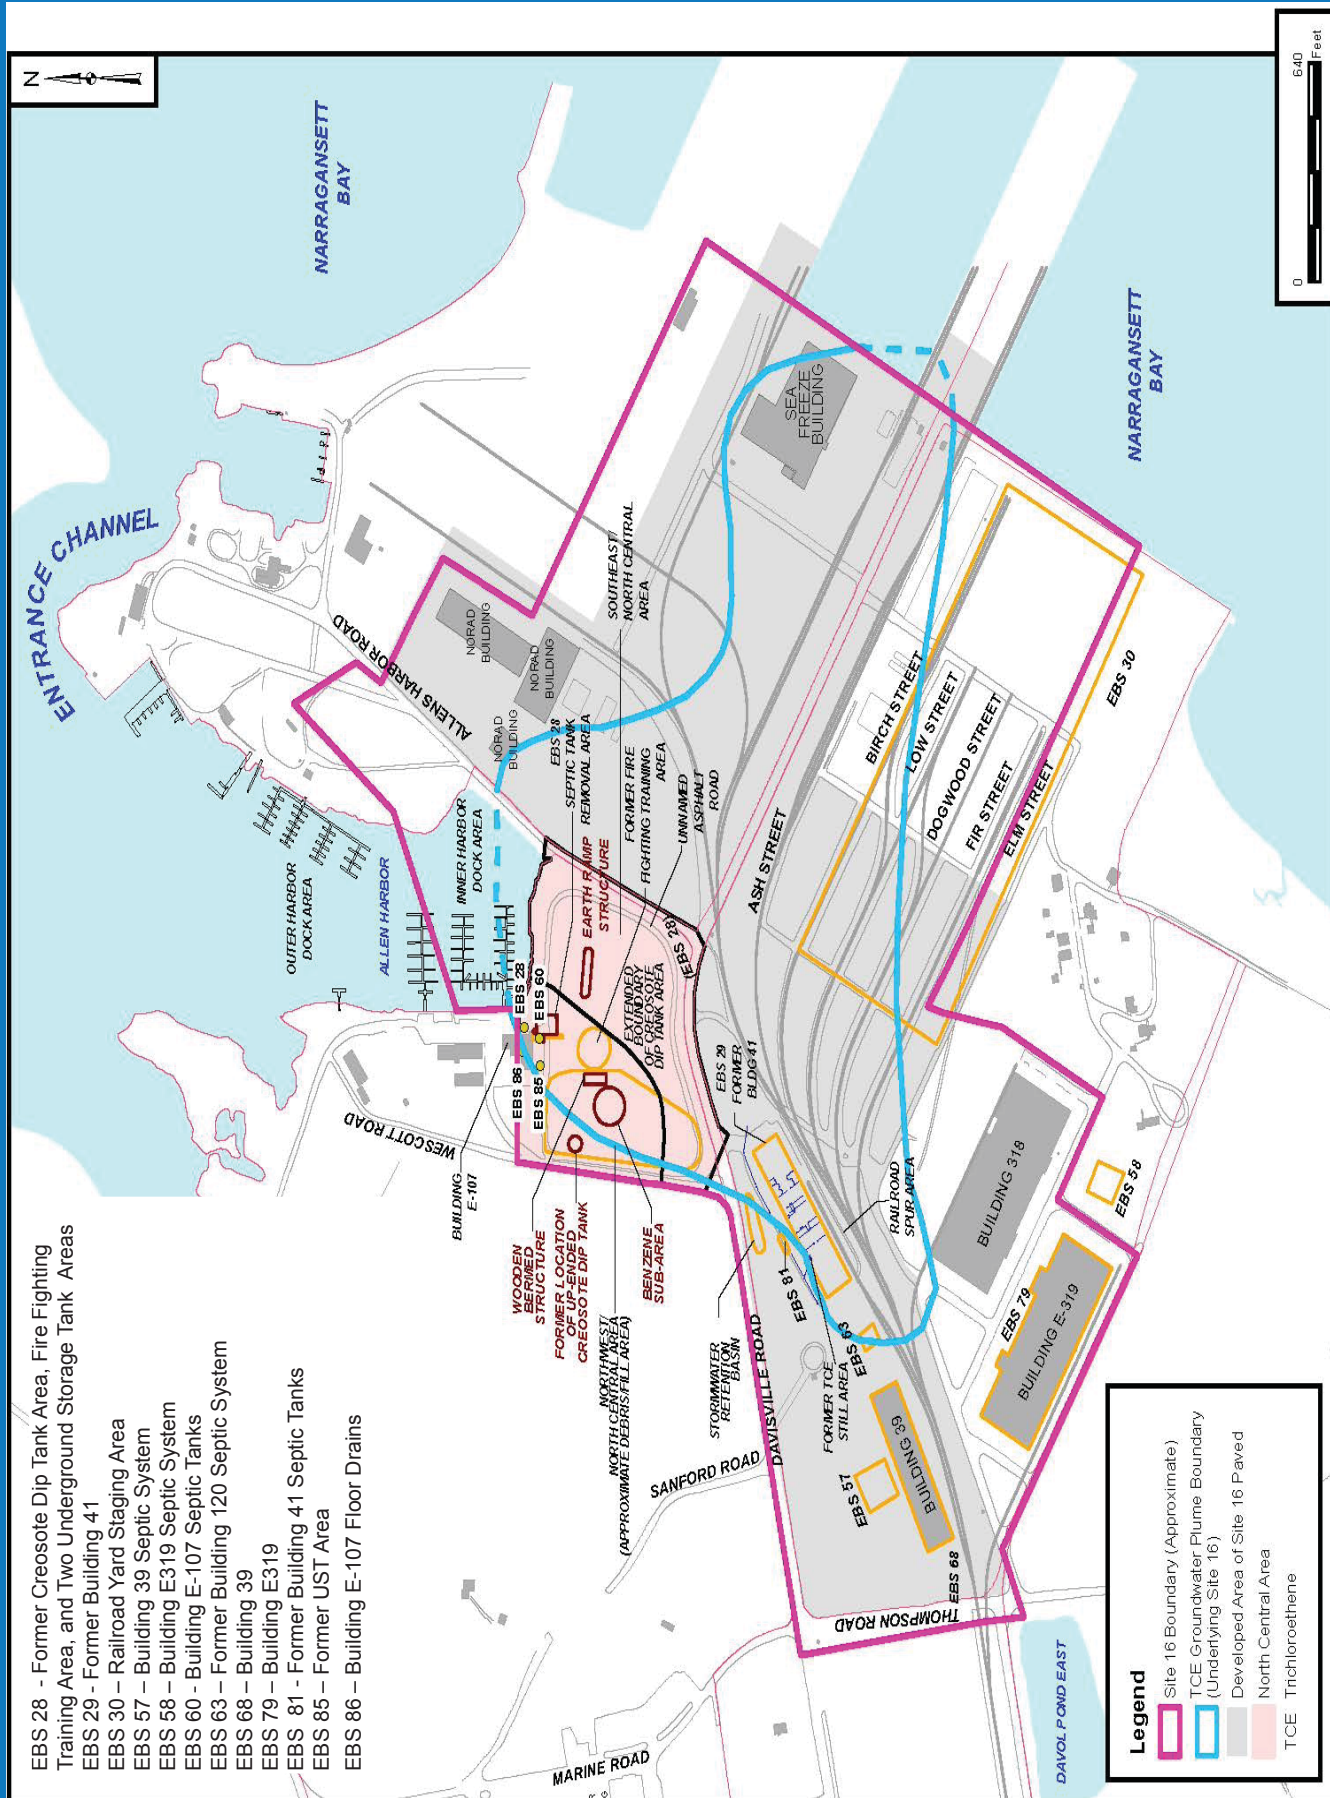 EBS 28 - Former Creosote Dip Tank Area, Fire Fighting
Training Area, and Two Underground Storage Tank Areas
EBS 29 - Former Building 41
EBS 30 – Railroad Yard Staging Area
EBS 57 – Building 39 Septic System
EBS 58 – Building E319 Septic System
EBS 60 - Building E-107 Septic Tanks
EBS 63 – Former Building 120 Septic System
EBS 68 – Building 39
EBS 79 – Building E319
EBS 81 - Former Building 41 Septic Tanks
EBS 85 – Former UST Area
EBS 86 – Building E-107 Floor Drains
N
ENTRANCE CHANNEL
NARRAGANSETT
BAY
OUTER HARBOR
DOCK AREA
ALLEN HARBOR
INNER HARBOR
DOCK AREA
ALLENS HARBOR ROAD
NORAD
BUILDING
NORAD
BUILDING
NORAD
BUILDING
WESCOTT ROAD
BUILDING
E-107
EBS 86
EBS 85
EBS 28
EBS 60
EBS 28
SEPTIC TANK
REMOVAL AREA
EARTH RAMP
STRUCTURE
SOUTHEAST/
NORTH CENTRAL
AREA
FORMER FIRE
FIGHTING TRAINING
AREA
UNNAMED
ASPHALT
ROAD
WOODEN
BERMED
STRUCTURE
FORMER LOCATION
OF UP-ENDED
CREOSOTE DIP TANK
NORTHWEST/
NORTH CENTRAL AREA
(APPROXIMATE DEBRIS/FILL AREA)
BENZENE
SUB-AREA
EXTENDED
BOUNDARY
OF CREOSOTE
DIP TANK AREA
(EBS 28)
EBS 29
FORMER
BLDG 41
STORMWATER
RETENTION
BASIN
SANFORD ROAD
DAVISVILLE ROAD
EBS 81
FORMER TCE
STILL AREA
EBS 63
EBS 57
BUILDING 39
EBS 68
THOMPSON ROAD
MARINE ROAD
DAVOL POND EAST
RAILROAD
SPUR AREA
BUILDING 318
EBS 79
BUILDING E-319
EBS 58
ASH STREET
BIRCH STREET
LOW STREET
DOGWOOD STREET
FIR STREET
ELM STREET
EBS 30
SEA
FREEZE
BUILDING
NARRAGANSETT
BAY
Legend
Site 16 Boundary (Approximate)
TCE Groundwater Plume Boundary
(Underlying Site 16)
Developed Area of Site 16 Paved
North Central Area
TCE Trichloroethene
0 640
Feet